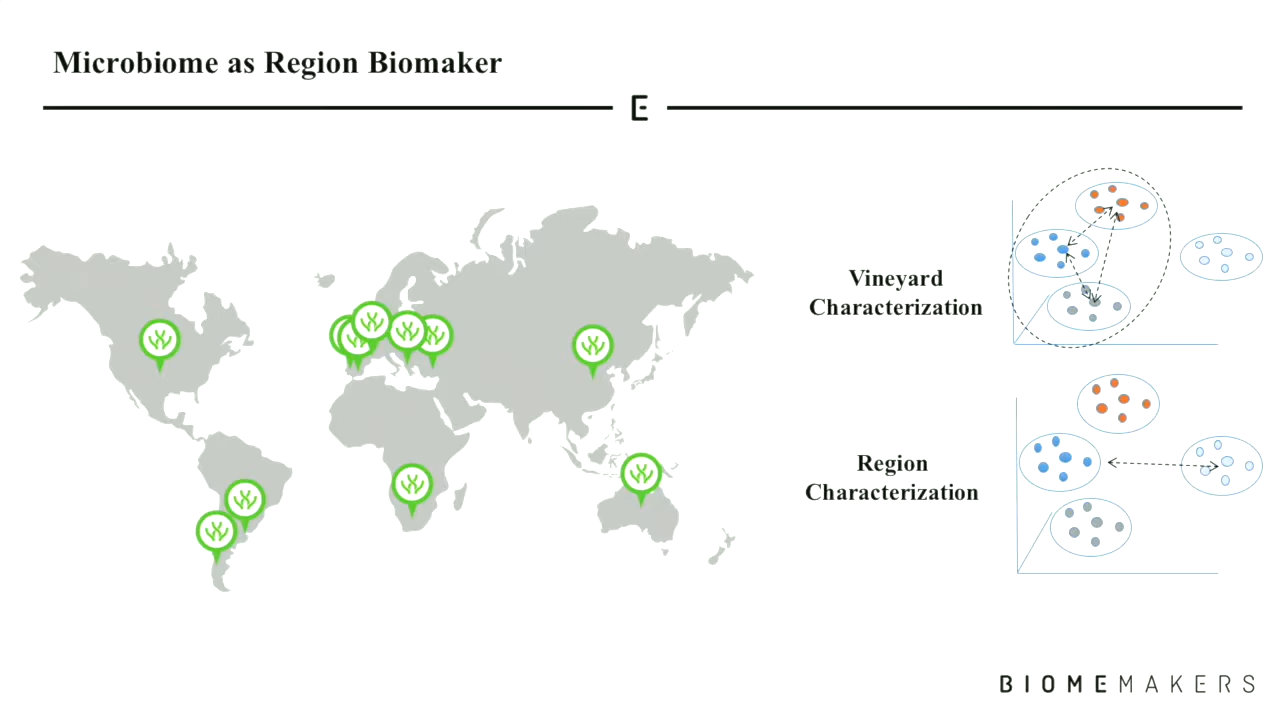 Microbiome as Region Biomaker
E
Vineyard
Characterization
Region
Characterization
BIOMEMAKERS